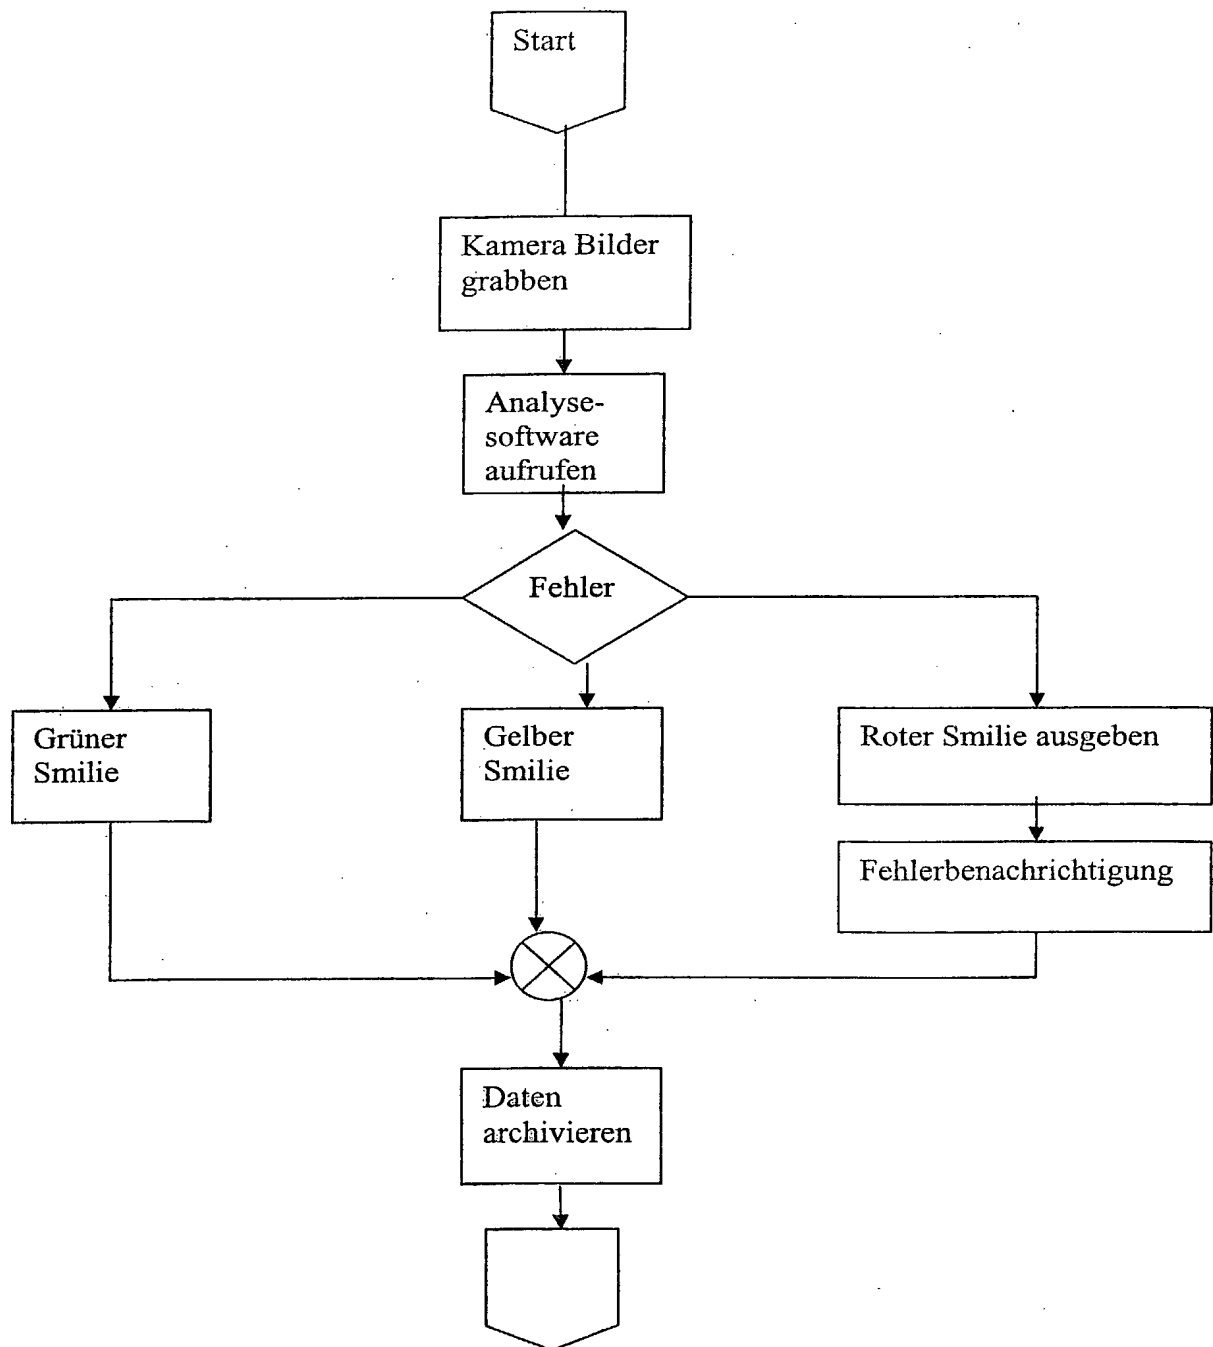 Start
Kamera Bilder
grabben
Analyse-
software
aufrufen
Fehler
Grüner
Smilie
Gelber
Smilie
Roter Smilie ausgeben
Fehlerbenachrichtigung
Daten
archivieren